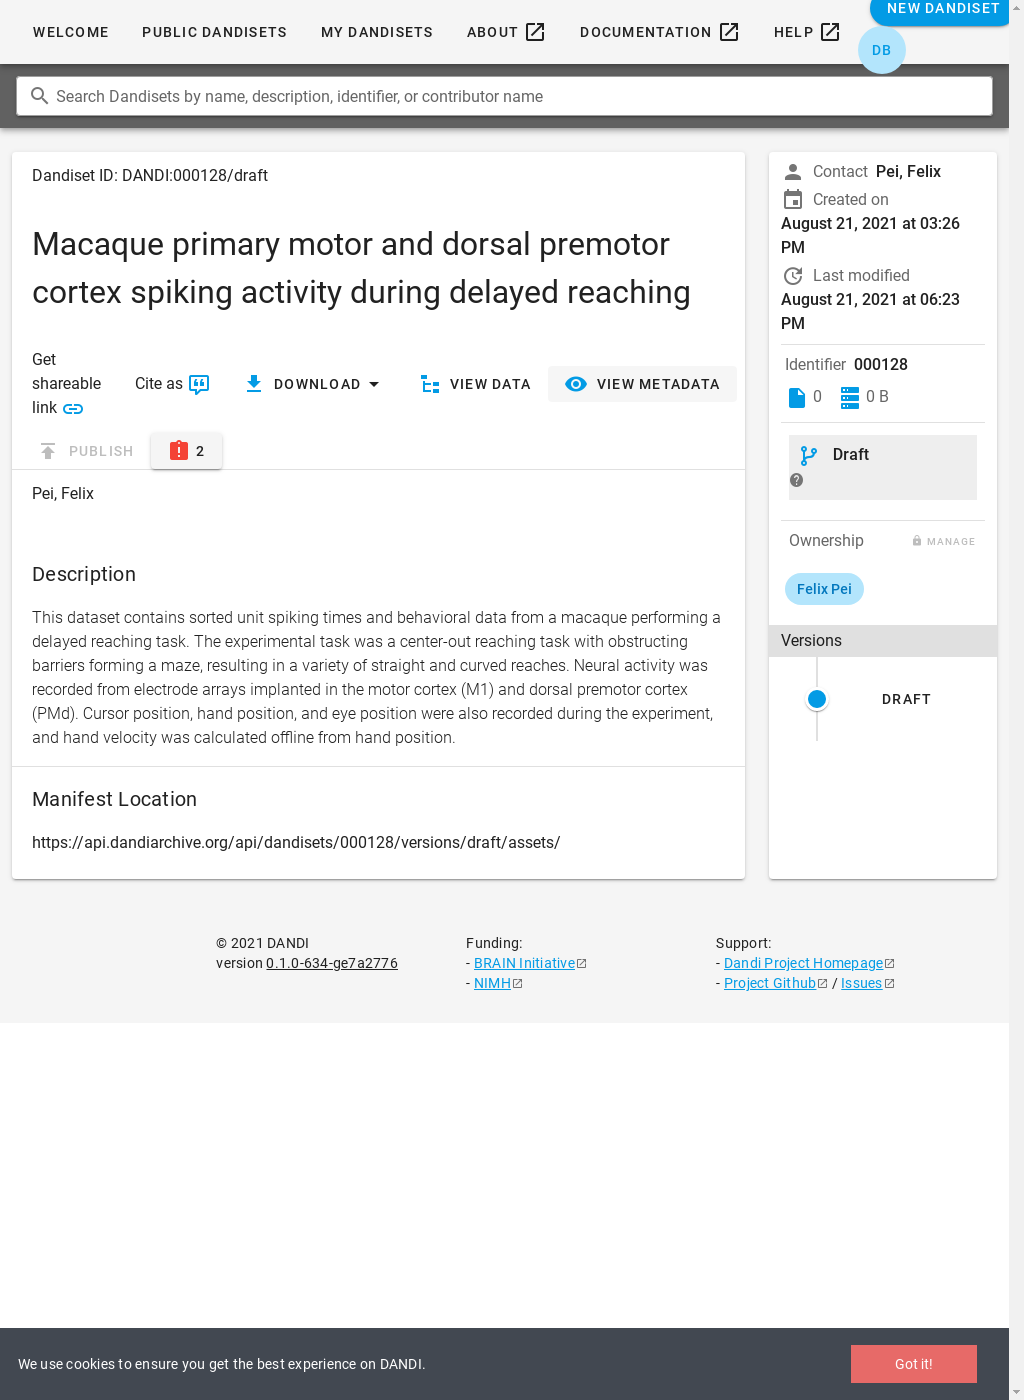 WELCOME PUBLIC DANDISETS MY DANDISETS ABOUT DOCUMENTATION HELP NEW DANDISET
DB
Search Dandisets by name, description, identifier, or contributor name
Dandiset ID: DANDI:000128/draft
Macaque primary motor and dorsal premotor
cortex spiking activity during delayed reaching
Get
shareable
link
Cite as
DOWNLOAD
VIEW DATA
VIEW METADATA
PUBLISH
2
Pei, Felix
Description
This dataset contains sorted unit spiking times and behavioral data from a macaque performing a
delayed reaching task. The experimental task was a center-out reaching task with obstructing
barriers forming a maze, resulting in a variety of straight and curved reaches. Neural activity was
recorded from electrode arrays implanted in the motor cortex (M1) and dorsal premotor cortex
(PMd). Cursor position, hand position, and eye position were also recorded during the experiment,
and hand velocity was calculated offline from hand position.
Manifest Location
https://api.dandiarchive.org/api/dandisets/000128/versions/draft/assets/
Contact Pei, Felix
Created on
August 21, 2021 at 03:26
PM
Last modified
August 21, 2021 at 06:23
PM
Identifier 000128
0 0 B
Draft
Ownership MANAGE
Felix Pei
Versions
DRAFT
© 2021 DANDI
version 0.1.0-634-ge7a2776
Funding:
- BRAIN Initiative
- NIMH
Support:
- Dandi Project Homepage
- Project Github / Issues
We use cookies to ensure you get the best experience on DANDI.
Got it!